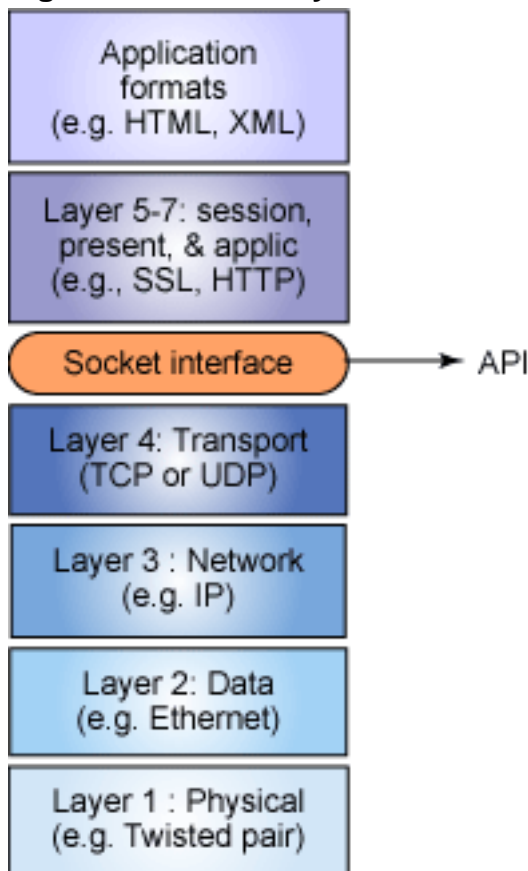 Application
formats
(e.g. HTML, XML)
Layer 5-7: session,
present, & applic
(e.g., SSL, HTTP)
Socket interface
API
Layer 4: Transport
(TCP or UDP)
Layer 3 : Network
(e.g. IP)
Layer 2: Data
(e.g. Ethernet)
Layer 1 : Physical
(e.g. Twisted pair)